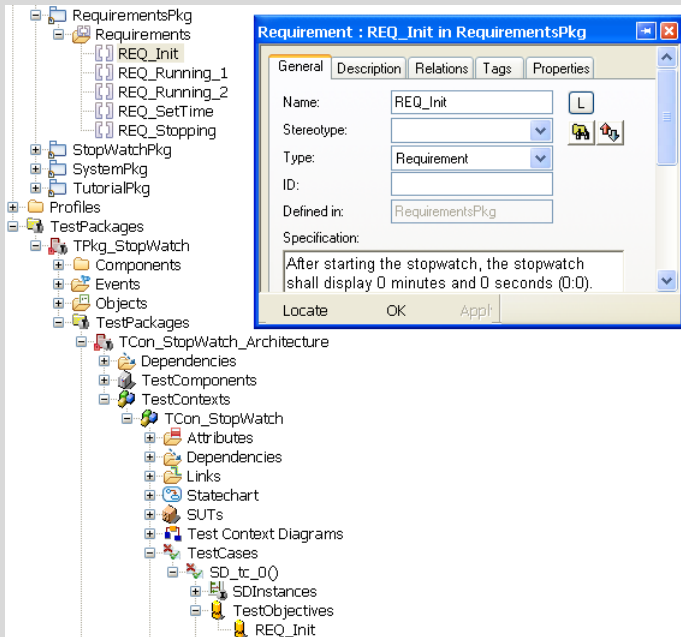 RequirementsPkg
Requirements
REQ_Init
REQ_Running_1
REQ_Running_2
REQ_SetTime
REQ_Stopping
StopWatchPkg
SystemPkg
TutorialPkg
Profiles
TestPackages
TPkg_StopWatch
Components
Events
Objects
TestPackages
TCon_StopWatch_Architecture
Dependencies
TestComponents
TestContexts
TCon_StopWatch
Attributes
Dependencies
Links
Statechart
SUTs
Test Context Diagrams
TestCases
SD_tc_0()
SDInstances
TestObjectives
REQ_Init
Requirement : REQ_Init in RequirementsPkg
General Description Relations Tags Properties
Name: REQ_Init L
Stereotype:
Type: Requirement
ID:
Defined in: RequirementsPkg
Specification:
After starting the stopwatch, the stopwatch
shall display 0 minutes and 0 seconds (0:0).
Locate OK Appl